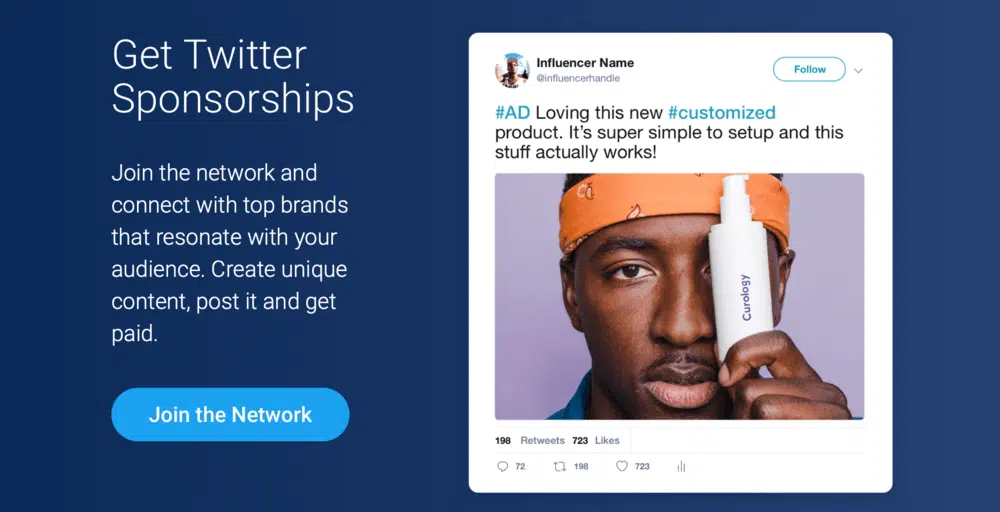 Get Twitter
Sponsorships
Join the network and
connect with top brands
that resonate with your
audience. Create unique
content, post it and get
paid.
Join the Network
Influencer Name
@influencerhandle
Follow
#AD Loving this new #customized
product. It's super simple to setup and this
stuff actually works!
Curology
198 Retweets 723 Likes
72 198 723